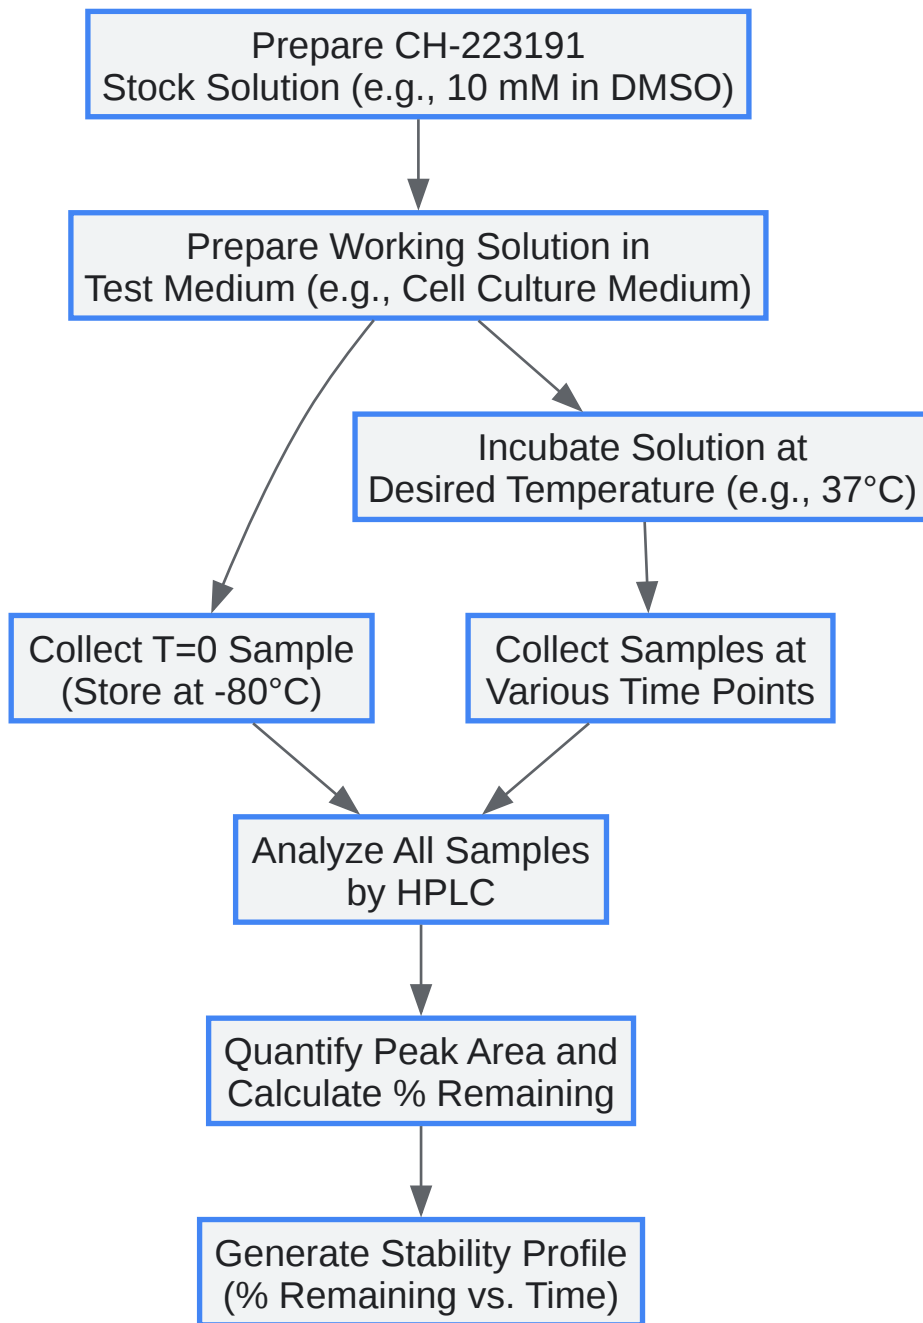 Prepare CH-223191
Stock Solution (e.g., 10 mM in DMSO)
Prepare Working Solution in
Test Medium (e.g., Cell Culture Medium)
Incubate Solution at
Desired Temperature (e.g., 37°C)
Collect T=0 Sample
(Store at -80°C)
Collect Samples at
Various Time Points
Analyze All Samples
by HPLC
Quantify Peak Area and
Calculate % Remaining
Generate Stability Profile
(% Remaining vs. Time)